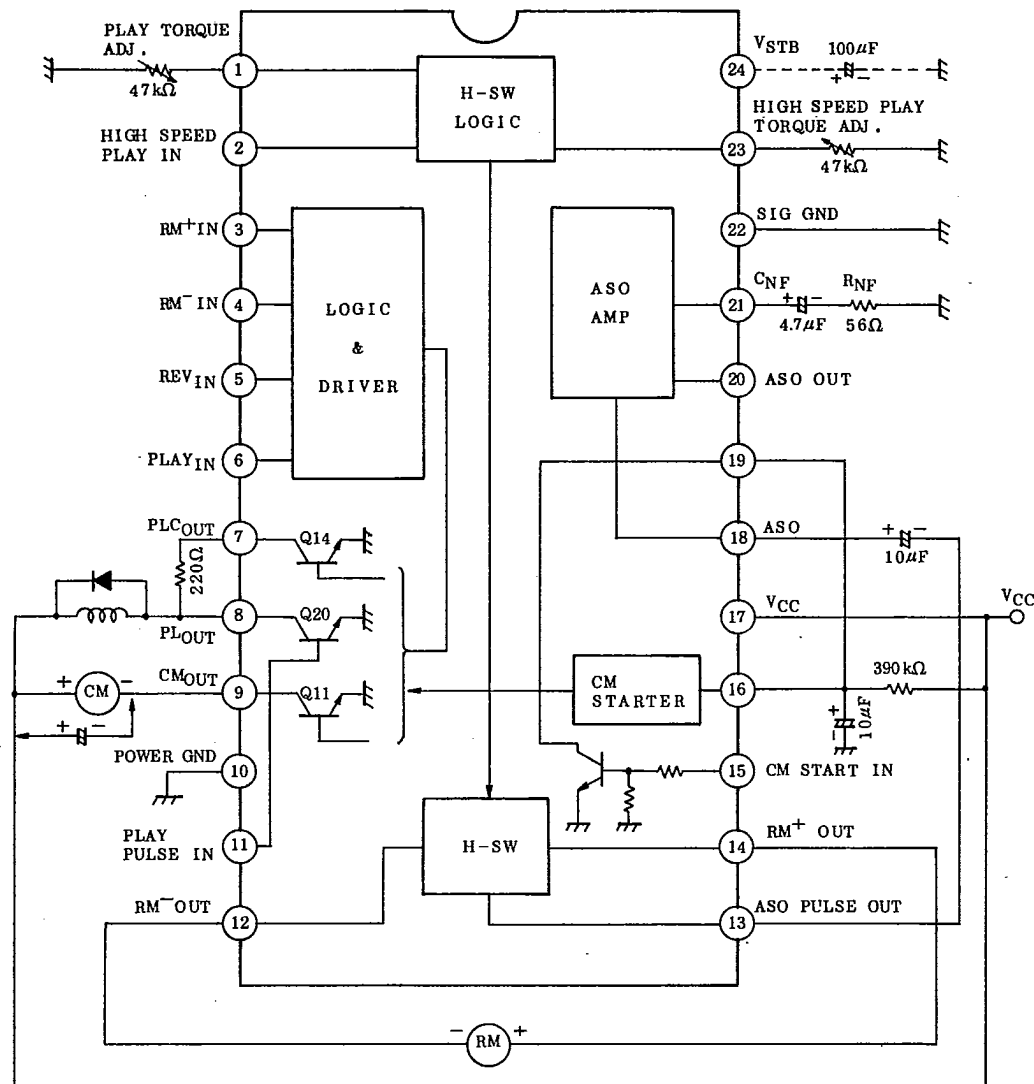 PLAY TORQUE
ADJ.
47kΩ
1
HIGH SPEED
PLAY IN
2
RM+IN
3
RM−IN
4
REVIN
5
PLAYIN
6
PLCOUT
7
220Ω
PLOUT
8
CMOUT
9
+ CM −
+ −
POWER GND
10
PLAY
PULSE IN
11
RM−OUT
12
H-SW
LOGIC
LOGIC
&
DRIVER
ASO
AMP
Q14
Q20
Q11
CM
STARTER
H-SW
VSTB
24
100μF
+ −
HIGH SPEED PLAY
TORQUE ADJ.
23
47kΩ
SIG GND
22
CNF
RNF
21
+ −
4.7μF
56Ω
20
ASO OUT
19
18
ASO
+ −
10μF
17
VCC
VCC
16
390kΩ
+
−
10μF
15
CM START IN
14
RM+ OUT
13
ASO PULSE OUT
− RM +